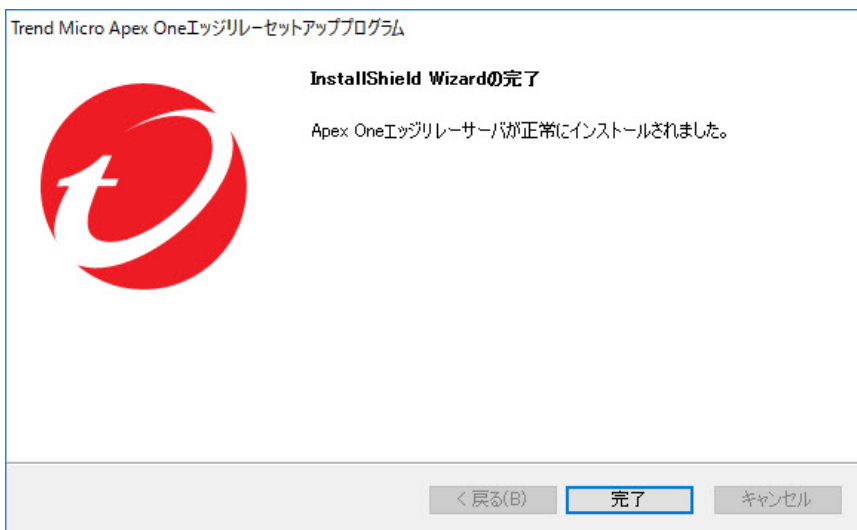 Trend Micro Apex Oneエッジリレーセットアッププログラム
InstallShield Wizardの完了
Apex Oneエッジリレーサーバが正常にインストールされました。
< 戻る(B)
完了
キャンセル